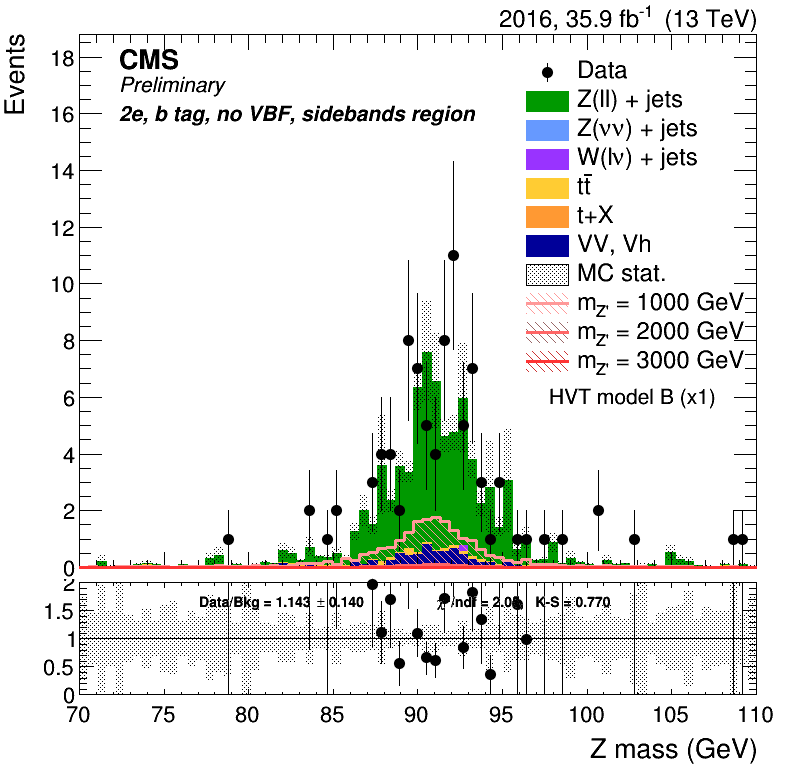 2016, 35.9 fb⁻¹ (13 TeV)
Events
18
16
14
12
10
8
6
4
2
0
CMS
Preliminary
2e, b tag, no VBF, sidebands region
Data
Z(ll) + jets
Z(νν) + jets
W(lν) + jets
tt̄
t+X
VV, Vh
MC stat.
m_Z' = 1000 GeV
m_Z' = 2000 GeV
m_Z' = 3000 GeV
HVT model B (x1)
2
1.5
1
0.5
0
Data/Bkg = 1.143 ± 0.140 /ndf = K-S = 0.770
70 75 80 85 90 95 100 105 110
Z mass (GeV)